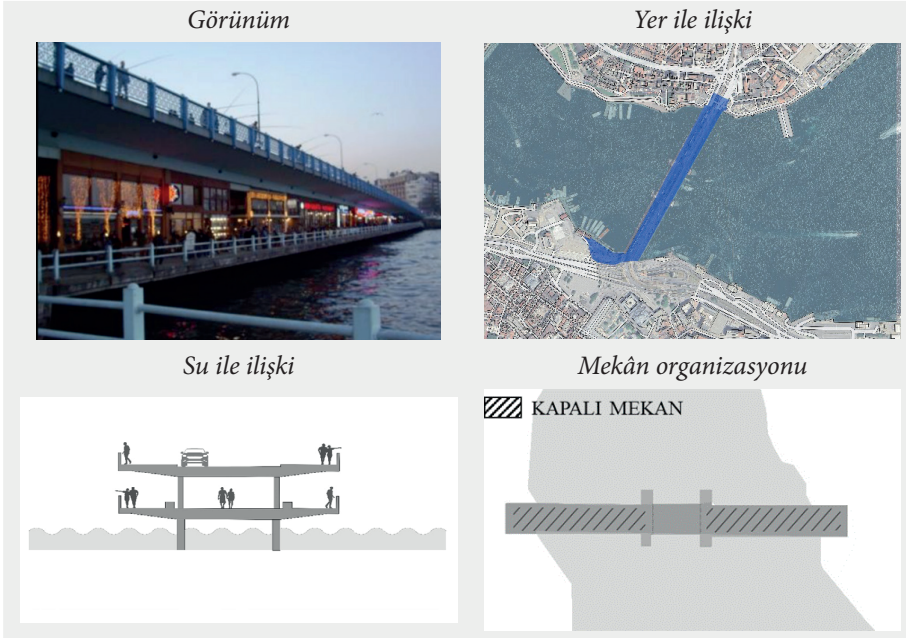 Görünüm
Yer ile ilişki
Su ile ilişki
Mekân organizasyonu
KAPALI MEKAN